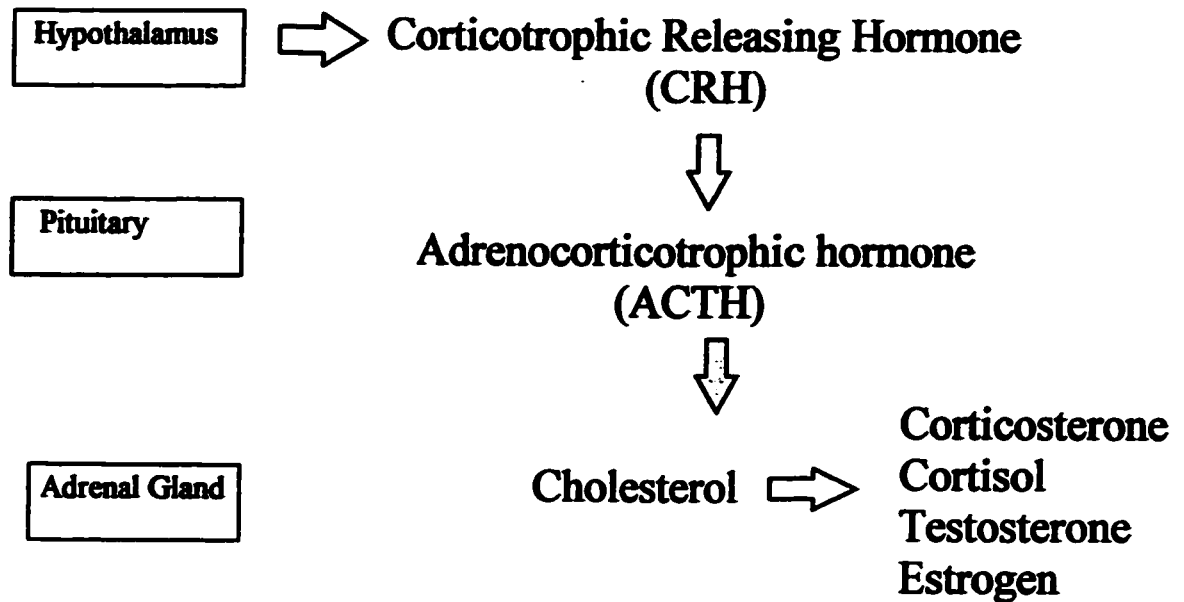 Hypothalamus
Corticotrophic Releasing Hormone
(CRH)
Pituitary
Adrenocorticotrophic hormone
(ACTH)
Adrenal Gland
Cholesterol
Corticosterone
Cortisol
Testosterone
Estrogen